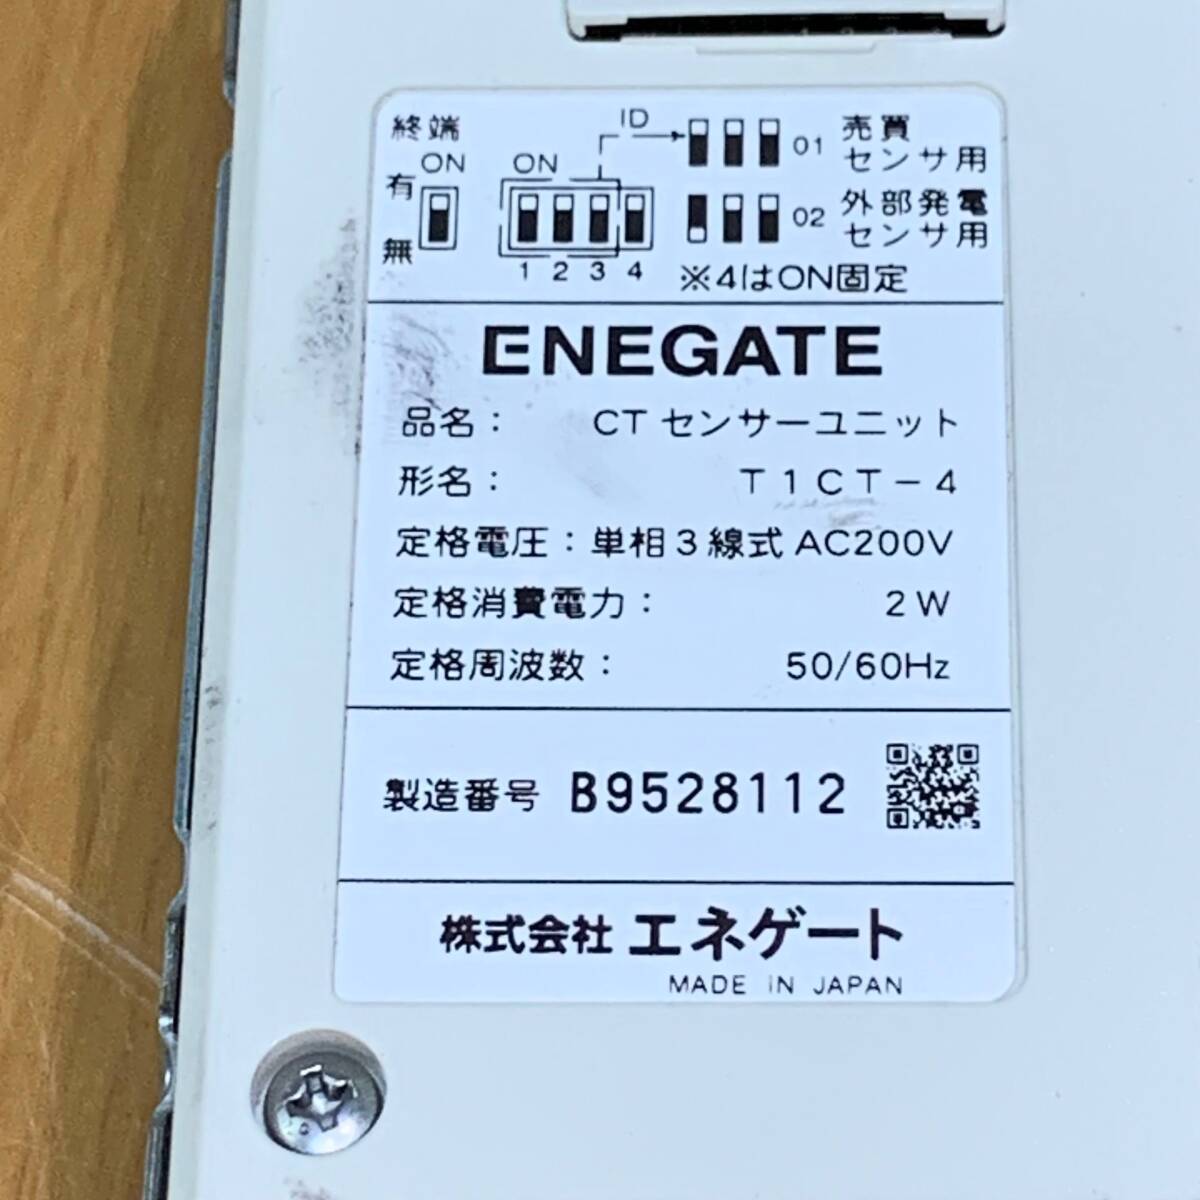 終端
有
ON
無
ON
1 2 3 4
ID
01 売買センサ用
02 外部発電センサ用
※4はON固定
ENEGATE
品名： CTセンサーユニット
形名： T1CT-4
定格電圧：単相3線式 AC200V
定格消費電力： 2W
定格周波数： 50/60Hz
製造番号 B9528112
株式会社 エネゲート
MADE IN JAPAN